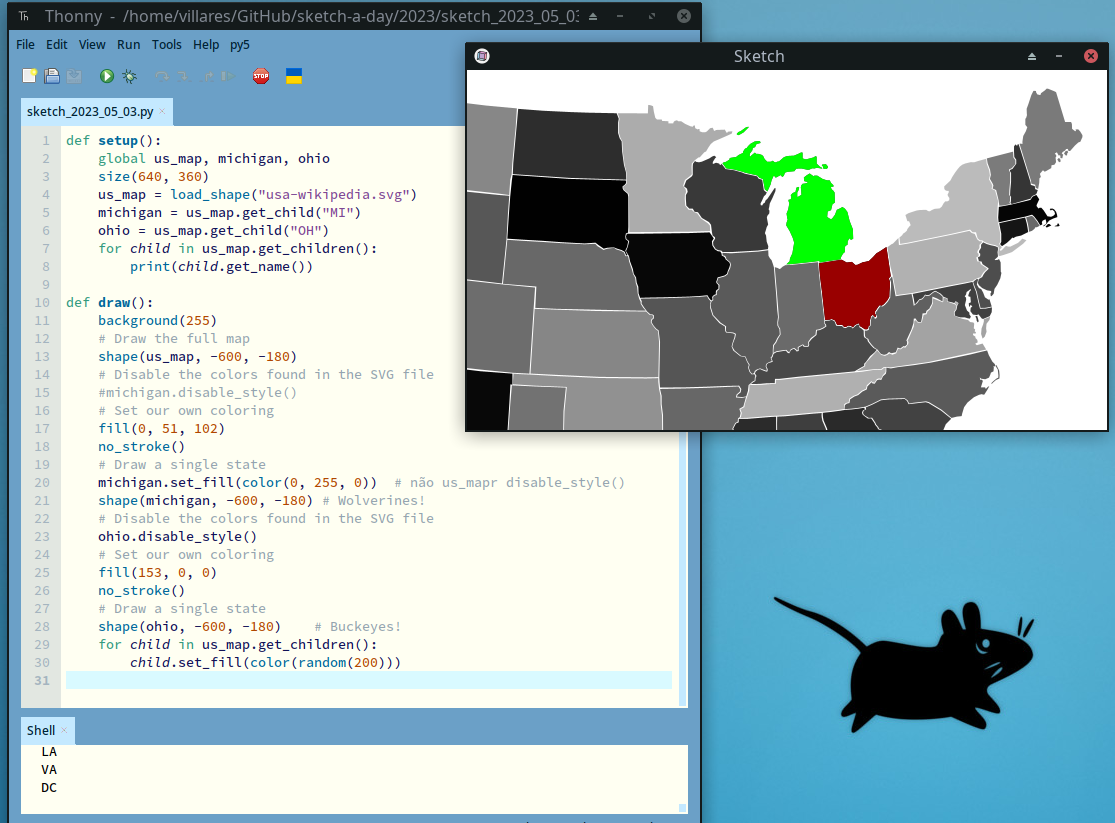 Th Thonny - /home/villares/GitHub/sketch-a-day/2023/sketch_2023_05_03
File Edit View Run Tools Help py5
STOP
sketch_2023_05_03.py ×
1 def setup():
2 global us_map, michigan, ohio
3 size(640, 360)
4 us_map = load_shape("usa-wikipedia.svg")
5 michigan = us_map.get_child("MI")
6 ohio = us_map.get_child("OH")
7 for child in us_map.get_children():
8 print(child.get_name())
9
10 def draw():
11 background(255)
12 # Draw the full map
13 shape(us_map, -600, -180)
14 # Disable the colors found in the SVG file
15 #michigan.disable_style()
16 # Set our own coloring
17 fill(0, 51, 102)
18 no_stroke()
19 # Draw a single state
20 michigan.set_fill(color(0, 255, 0)) # não us_mapr disable_style()
21 shape(michigan, -600, -180) # Wolverines!
22 # Disable the colors found in the SVG file
23 ohio.disable_style()
24 # Set our own coloring
25 fill(153, 0, 0)
26 no_stroke()
27 # Draw a single state
28 shape(ohio, -600, -180) # Buckeyes!
29 for child in us_map.get_children():
30 child.set_fill(color(random(200)))
31
Shell ×
LA
VA
DC
Sketch